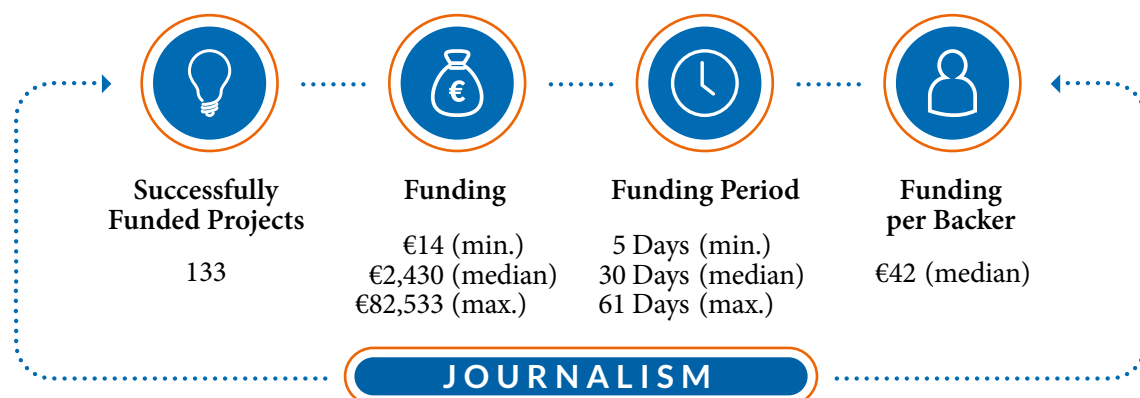 €
Successfully
Funded Projects
133
Funding
€14 (min.)
€2,430 (median)
€82,533 (max.)
Funding Period
5 Days (min.)
30 Days (median)
61 Days (max.)
Funding
per Backer
€42 (median)
JOURNALISM